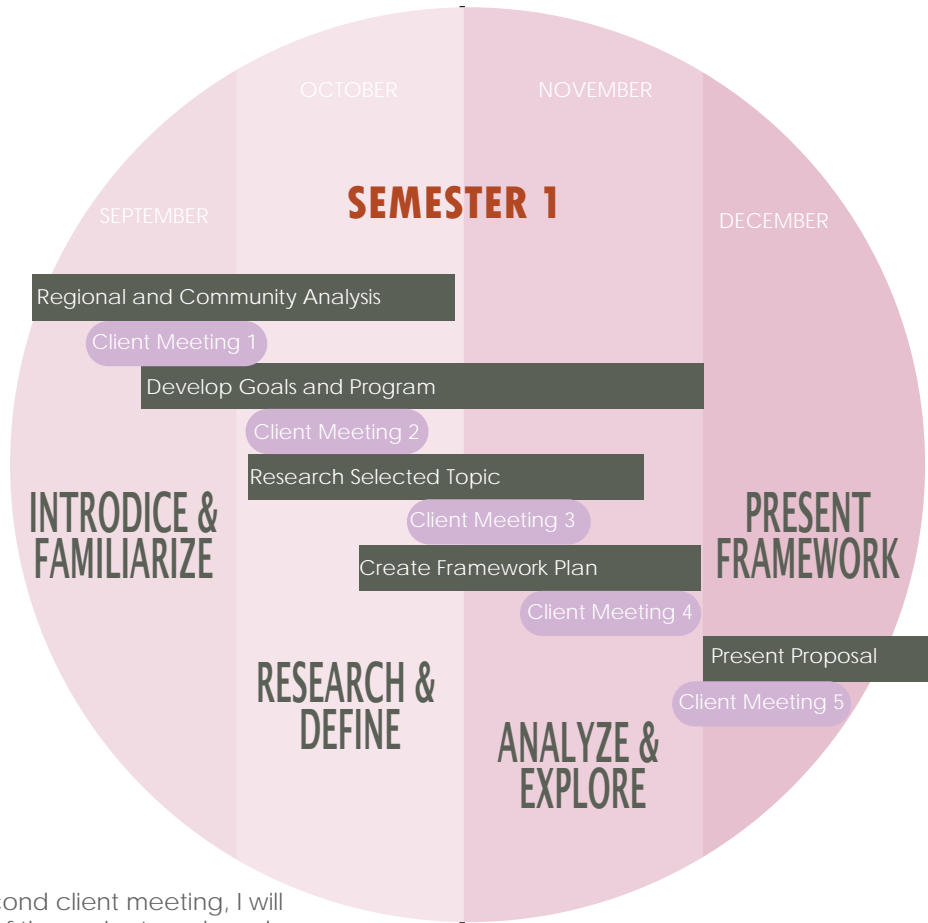 OCTOBER
NOVEMBER
SEMESTER 1
SEPTEMBER
DECEMBER
Regional and Community Analysis
Client Meeting 1
Develop Goals and Program
Client Meeting 2
Research Selected Topic
Client Meeting 3
INTRODICE &
FAMILIARIZE
PRESENT
FRAMEWORK
Create Framework Plan
Client Meeting 4
Present Proposal
RESEARCH &
DEFINE
Client Meeting 5
ANALYZE &
EXPLORE
cond client meeting, I will